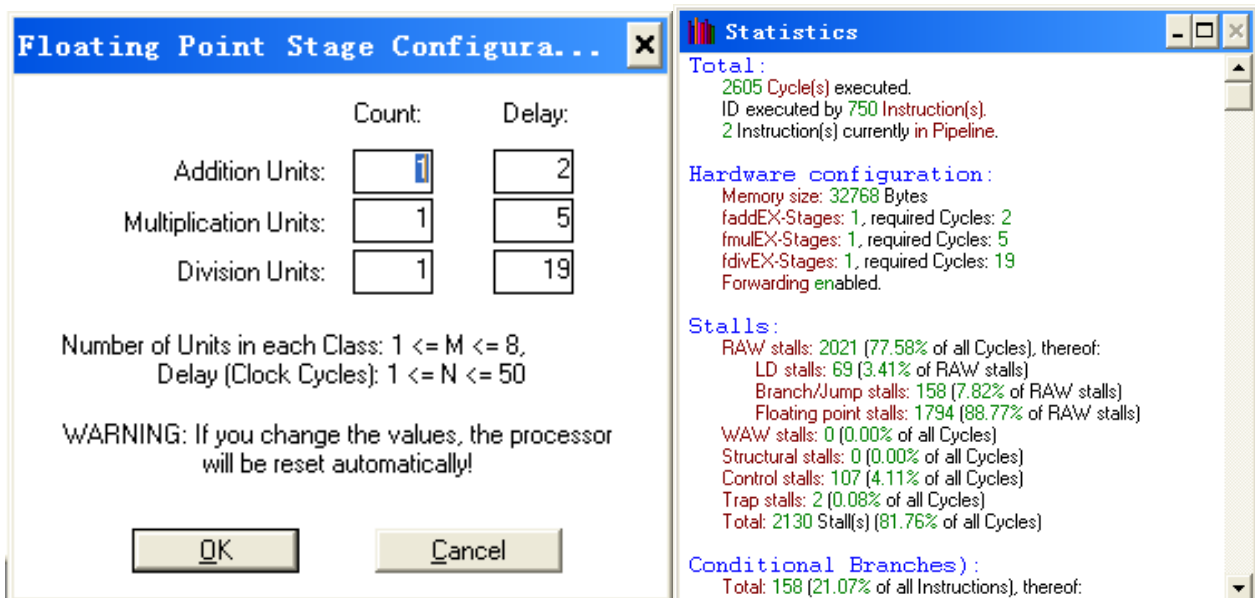 Floating Point Stage Configura...
Count: Delay:
Addition Units: 1 2
Multiplication Units: 1 5
Division Units: 1 19
Number of Units in each Class: 1 <= M <= 8,
Delay (Clock Cycles): 1 <= N <= 50
WARNING: If you change the values, the processor
will be reset automatically!
OK Cancel
Statistics
Total:
2605 Cycle(s) executed.
ID executed by 750 Instruction(s).
2 Instruction(s) currently in Pipeline.
Hardware configuration:
Memory size: 32768 Bytes
faddEX-Stages: 1, required Cycles: 2
fmulEX-Stages: 1, required Cycles: 5
fdivEX-Stages: 1, required Cycles: 19
Forwarding enabled.
Stalls:
RAW stalls: 2021 (77.58% of all Cycles), thereof:
LD stalls: 69 (3.41% of RAW stalls)
Branch/Jump stalls: 158 (7.82% of RAW stalls)
Floating point stalls: 1794 (88.77% of RAW stalls)
WAW stalls: 0 (0.00% of all Cycles)
Structural stalls: 0 (0.00% of all Cycles)
Control stalls: 107 (4.11% of all Cycles)
Trap stalls: 2 (0.08% of all Cycles)
Total: 2130 Stall(s) (81.76% of all Cycles)
Conditional Branches):
Total: 158 (21.07% of all Instructions), thereof: